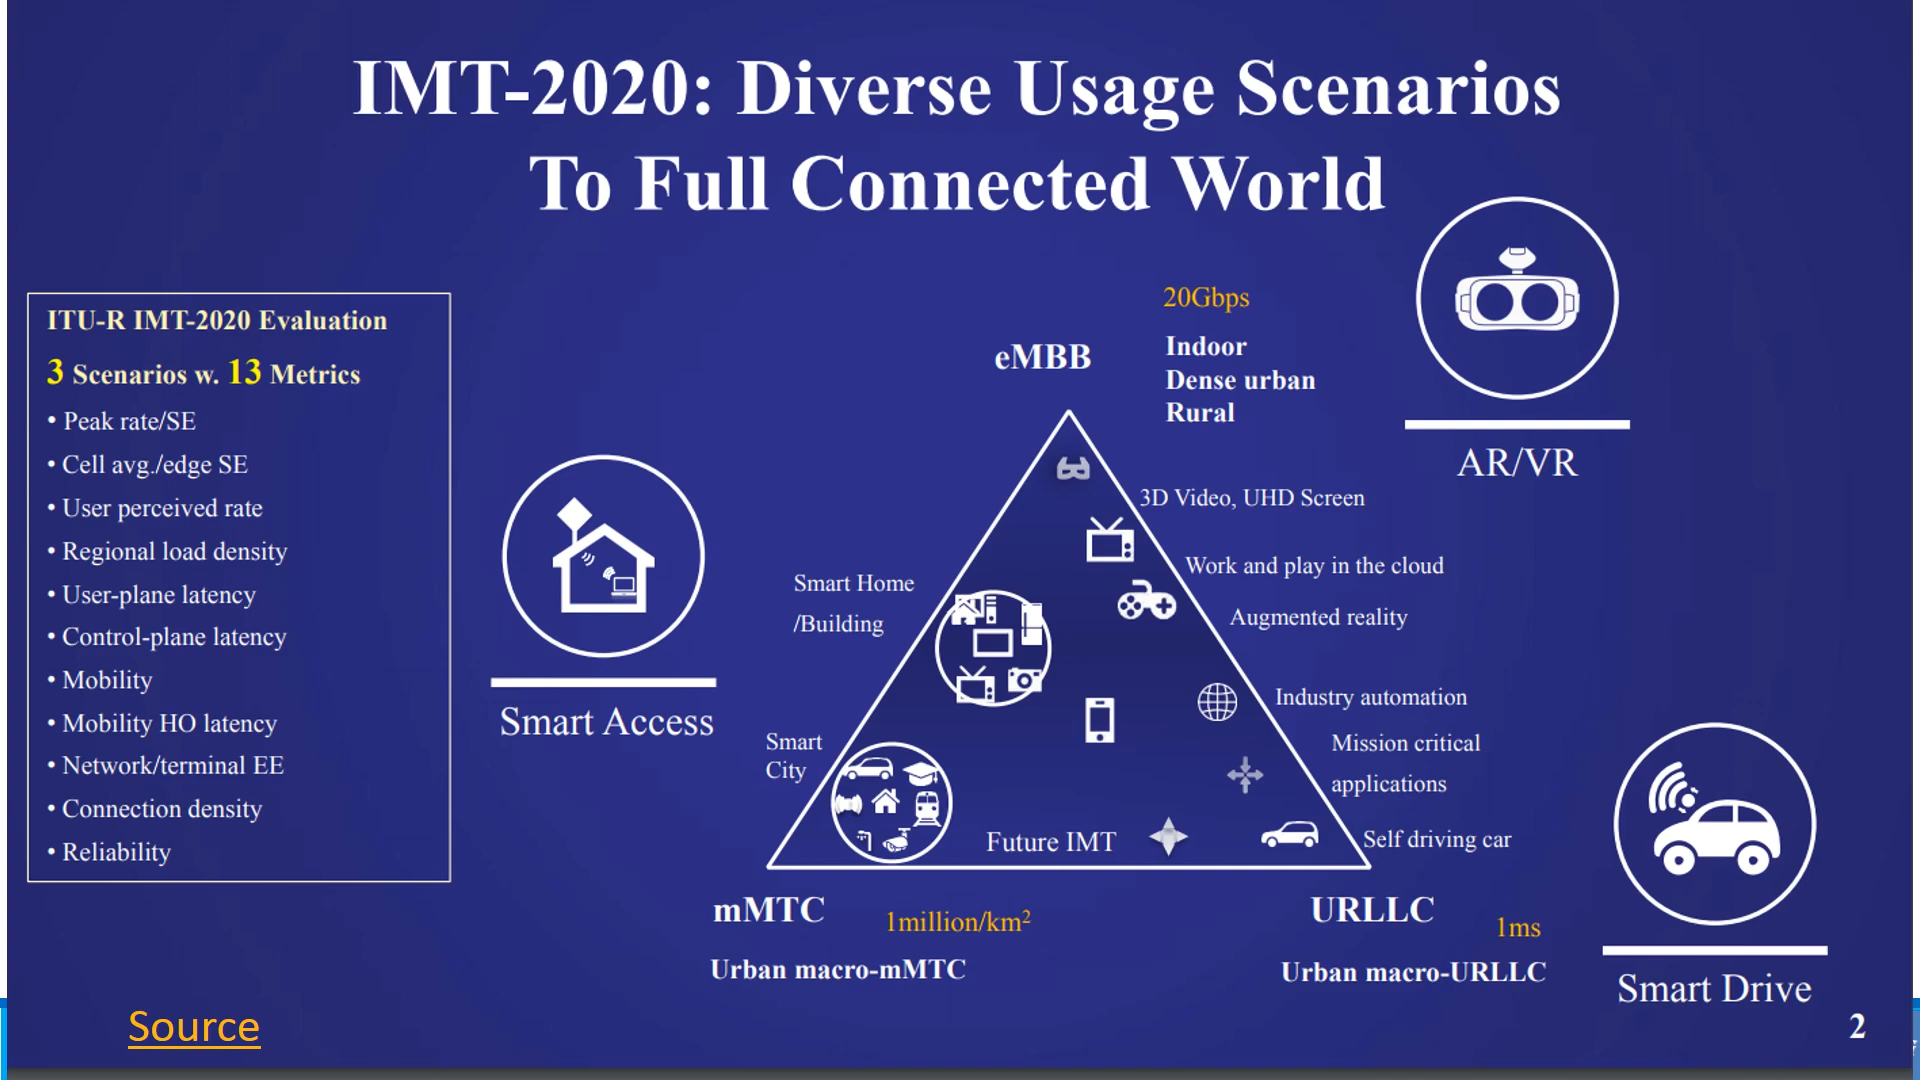 IMT-2020: Diverse Usage Scenarios
To Full Connected World
ITU-R IMT-2020 Evaluation
3 Scenarios w. 13 Metrics
• Peak rate/SE
• Cell avg./edge SE
• User perceived rate
• Regional load density
• User-plane latency
• Control-plane latency
• Mobility
• Mobility HO latency
• Network/terminal EE
• Connection density
• Reliability
Smart Access
20Gbps
eMBB
Indoor
Dense urban
Rural
AR/VR
3D Video, UHD Screen
Work and play in the cloud
Augmented reality
Smart Home
/Building
Industry automation
Smart
City
Mission critical
applications
Future IMT
Self driving car
mMTC
1million/km²
Urban macro-mMTC
URLLC
1ms
Urban macro-URLLC
Smart Drive
Source
2